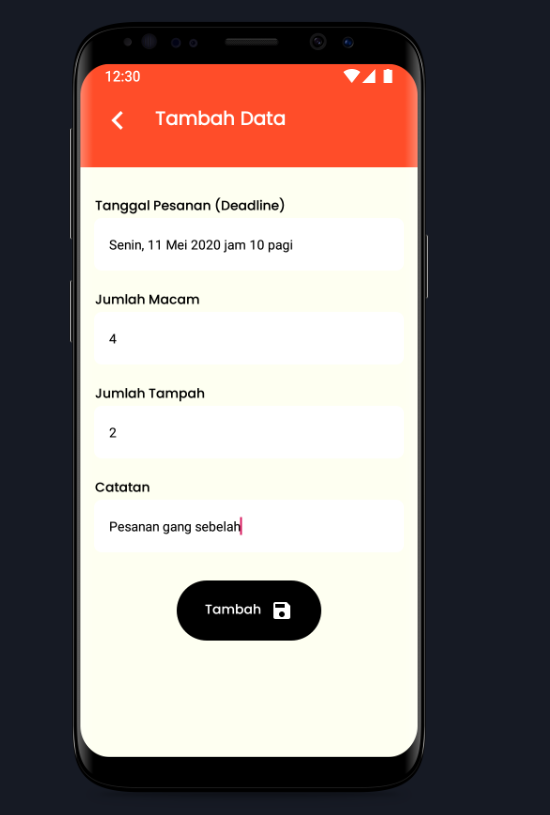 12:30
Tambah Data
Tanggal Pesanan (Deadline)
Senin, 11 Mei 2020 jam 10 pagi
Jumlah Macam
4
Jumlah Tampah
2
Catatan
Pesanan gang sebelah
Tambah